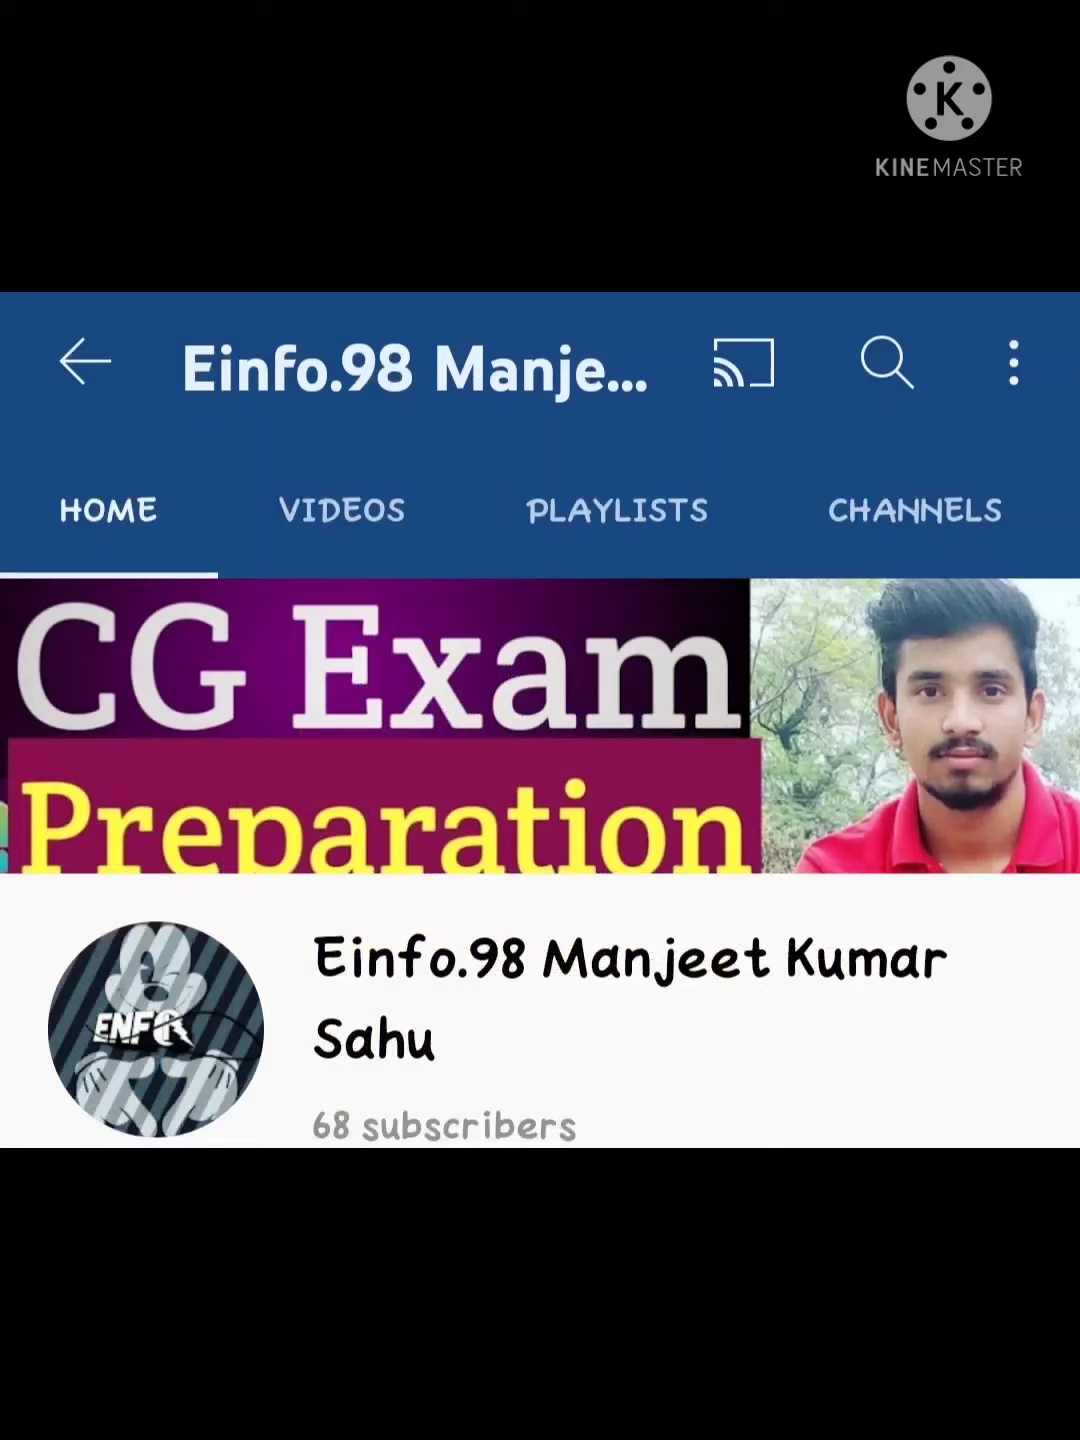 K
KINEMASTER
Einfo.98 Manje...
HOME VIDEOS PLAYLISTS CHANNELS
CG Exam
Preparation
ENFO
Einfo.98 Manjeet Kumar
Sahu
68 subscribers